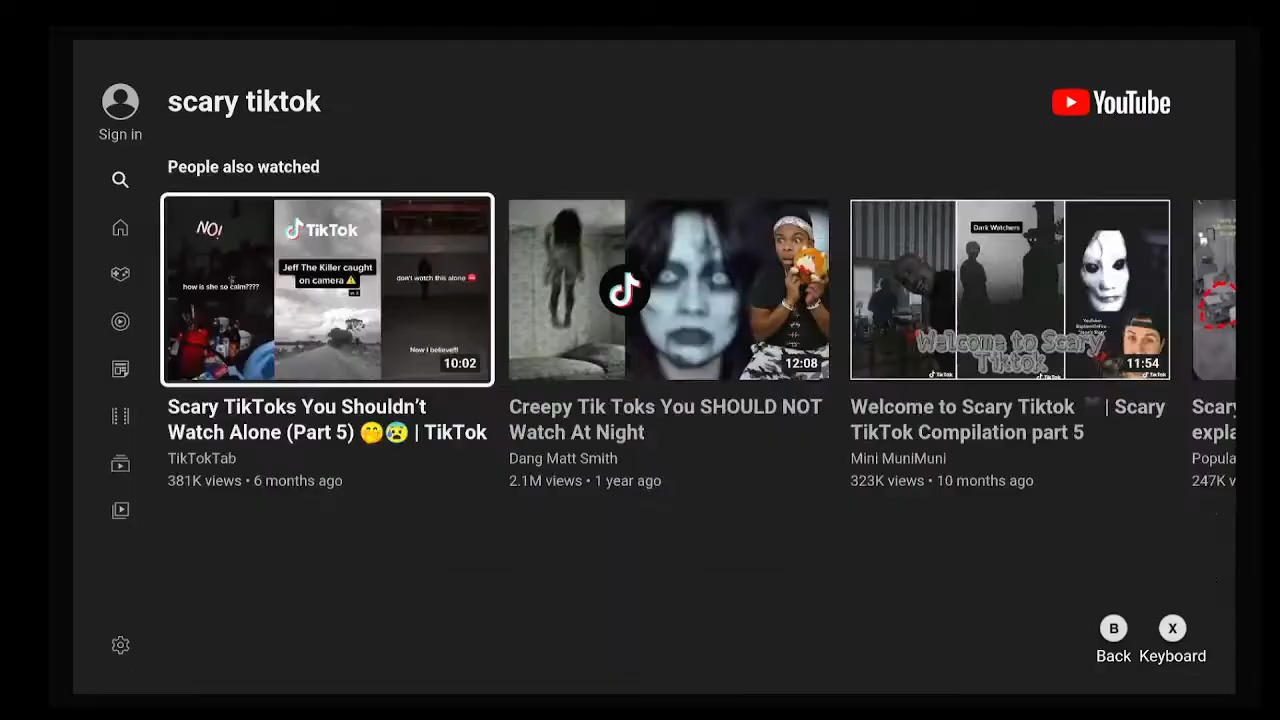 scary tiktok
YouTube
Sign in
People also watched
NO!
how is she so calm????
TikTok
Jeff The Killer caught
on camera ⚠
don't watch this alone ⛔
Now I believe!!!
10:02
12:08
Dark Watchers
Welcome to Scary
Tiktok
TikTok
TikTok
TikTok
11:54
Scary TikToks You Shouldn't
Watch Alone (Part 5) 🤭😰 | TikTok
TikTokTab
381K views • 6 months ago
Creepy Tik Toks You SHOULD NOT
Watch At Night
Dang Matt Smith
2.1M views • 1 year ago
Welcome to Scary Tiktok 🖤 | Scary
TikTok Compilation part 5
Mini MuniMuni
323K views • 10 months ago
Scary
expla
Popula
247K v
B
Back
X
Keyboard